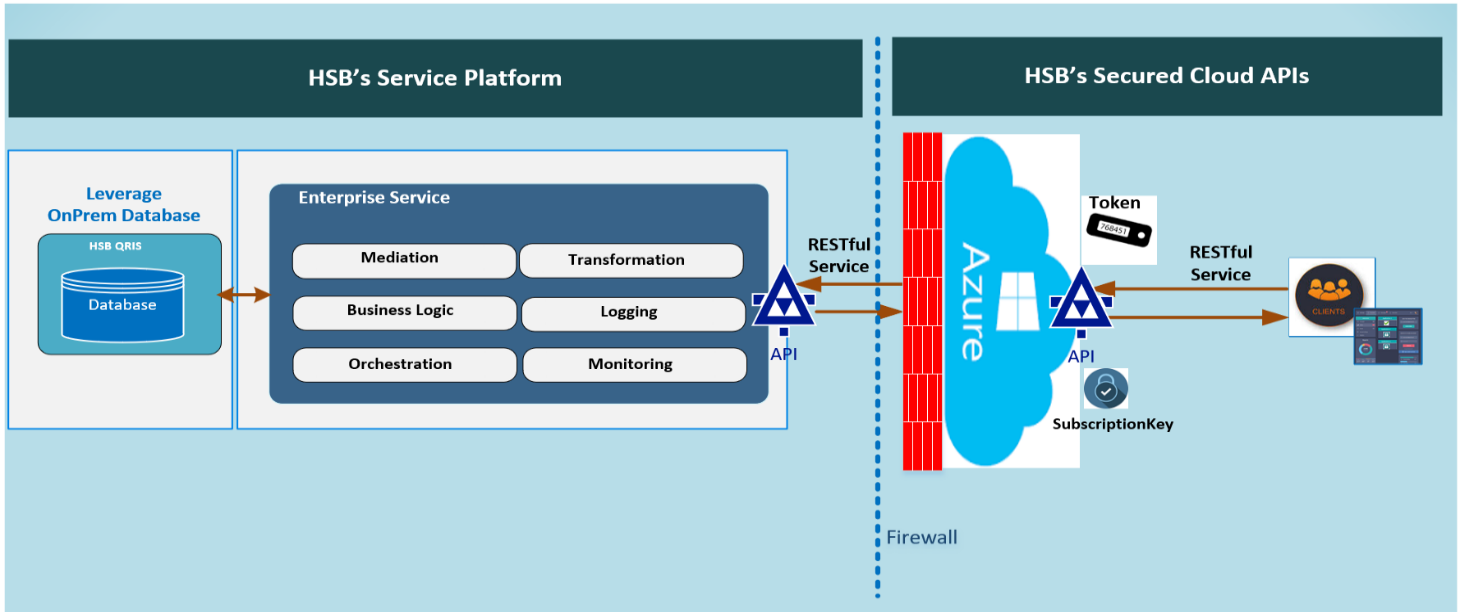 HSB's Service Platform
HSB's Secured Cloud APIs
Leverage
OnPrem Database
HSB QRIS
Database
Enterprise Service
Mediation
Transformation
Business Logic
Logging
Orchestration
Monitoring
API
RESTful
Service
Azure
Token
768451
API
SubscriptionKey
RESTful
Service
CLIENTS
Firewall